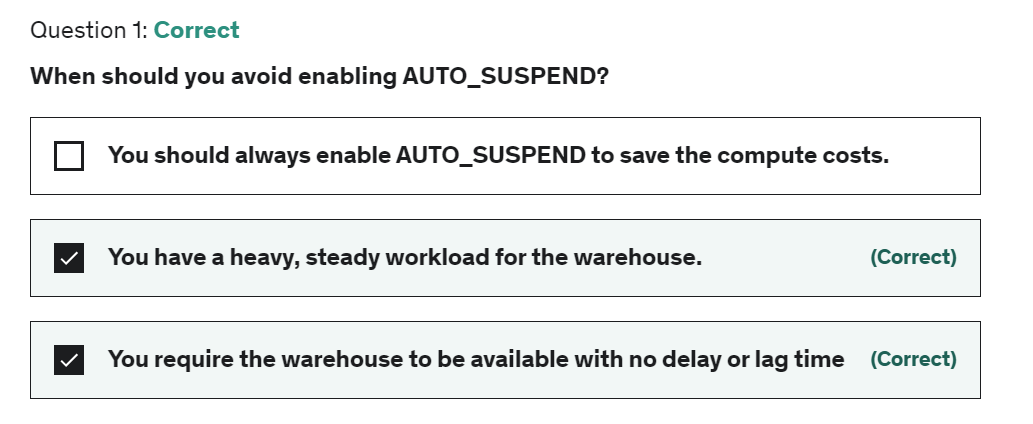 Question 1: Correct
When should you avoid enabling AUTO_SUSPEND?
You should always enable AUTO_SUSPEND to save the compute costs.
You have a heavy, steady workload for the warehouse. (Correct)
You require the warehouse to be available with no delay or lag time (Correct)